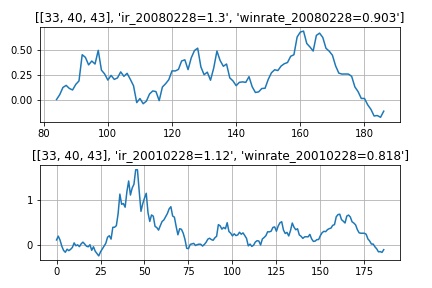 [[33, 40, 43], 'ir_20080228=1.3', 'winrate_20080228=0.903']
0.50
0.25
0.00
80 100 120 140 160 180
[[33, 40, 43], 'ir_20010228=1.12', 'winrate_20010228=0.818']
1
0
0 25 50 75 100 125 150 175